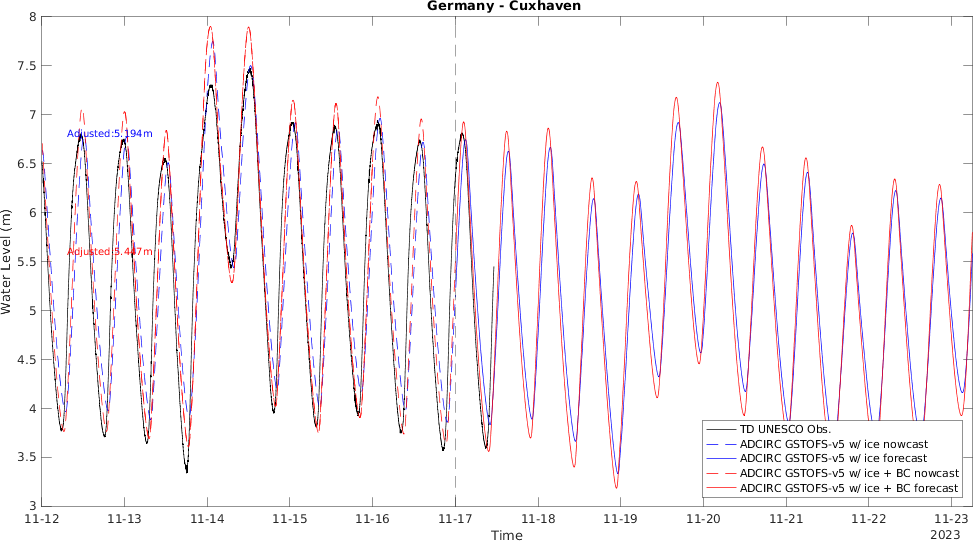 Germany - Cuxhaven
8
7.5
7
6.5
6
5.5
5
4.5
4
3.5
3
Water Level (m)
Adjusted:5.194m
Adjusted:5.447m
TD UNESCO Obs.
ADCIRC GSTOFS-v5 w/ ice nowcast
ADCIRC GSTOFS-v5 w/ ice forecast
ADCIRC GSTOFS-v5 w/ ice + BC nowcast
ADCIRC GSTOFS-v5 w/ ice + BC forecast
11-12 11-13 11-14 11-15 11-16 11-17 11-18 11-19 11-20 11-21 11-22 11-23
2023
Time